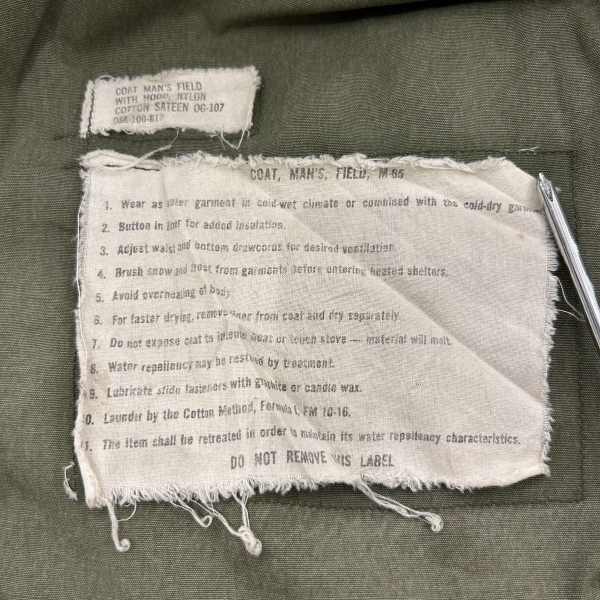 COAT MAN'S FIELD
WITH HOOD, NYLON
COTTON SATEEN OG-107
DSA-100-817
COAT, MAN'S, FIELD, M-65
1. Wear as outer garment in cold-wet climate or combined with the cold-dry
2. Button in liner for added insulation.
3. Adjust waist and bottom drawcords for desired ventilation.
4. Brush snow and frost from garments before entering heated shelters.
5. Avoid overheating of body
6. For faster drying, remove liner from coat and dry separately.
7. Do not expose coat to intense heat or touch stove — material will melt.
8. Water repellency may be restored by treatment.
9. Lubricate slide fasteners with graphite or candle wax.
0. Launder by the Cotton Method, Formula I, FM 10-16.
1. The item shall be retreated in order to maintain its water repellency characteristics.
DO NOT REMOVE THIS LABEL